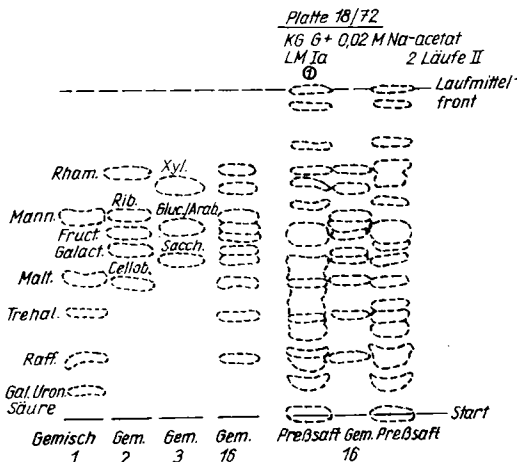 Platte 18/72
KG G + 0,02 M Na-acetat
LM Ia 2 Läufe II
①
Laufmittel-
front
Rham.
Xyl.
Mann.
Rib.
Gluc./Arab.
Fruct.
Galact.
Sacch.
Malt.
Cellob.
Trehal.
Raff.
Gal. Uron.
Säure
Start
Gemisch Gem. Gem. Gem. Preßsaft Gem. Preßsaft
1 2 3 16 16